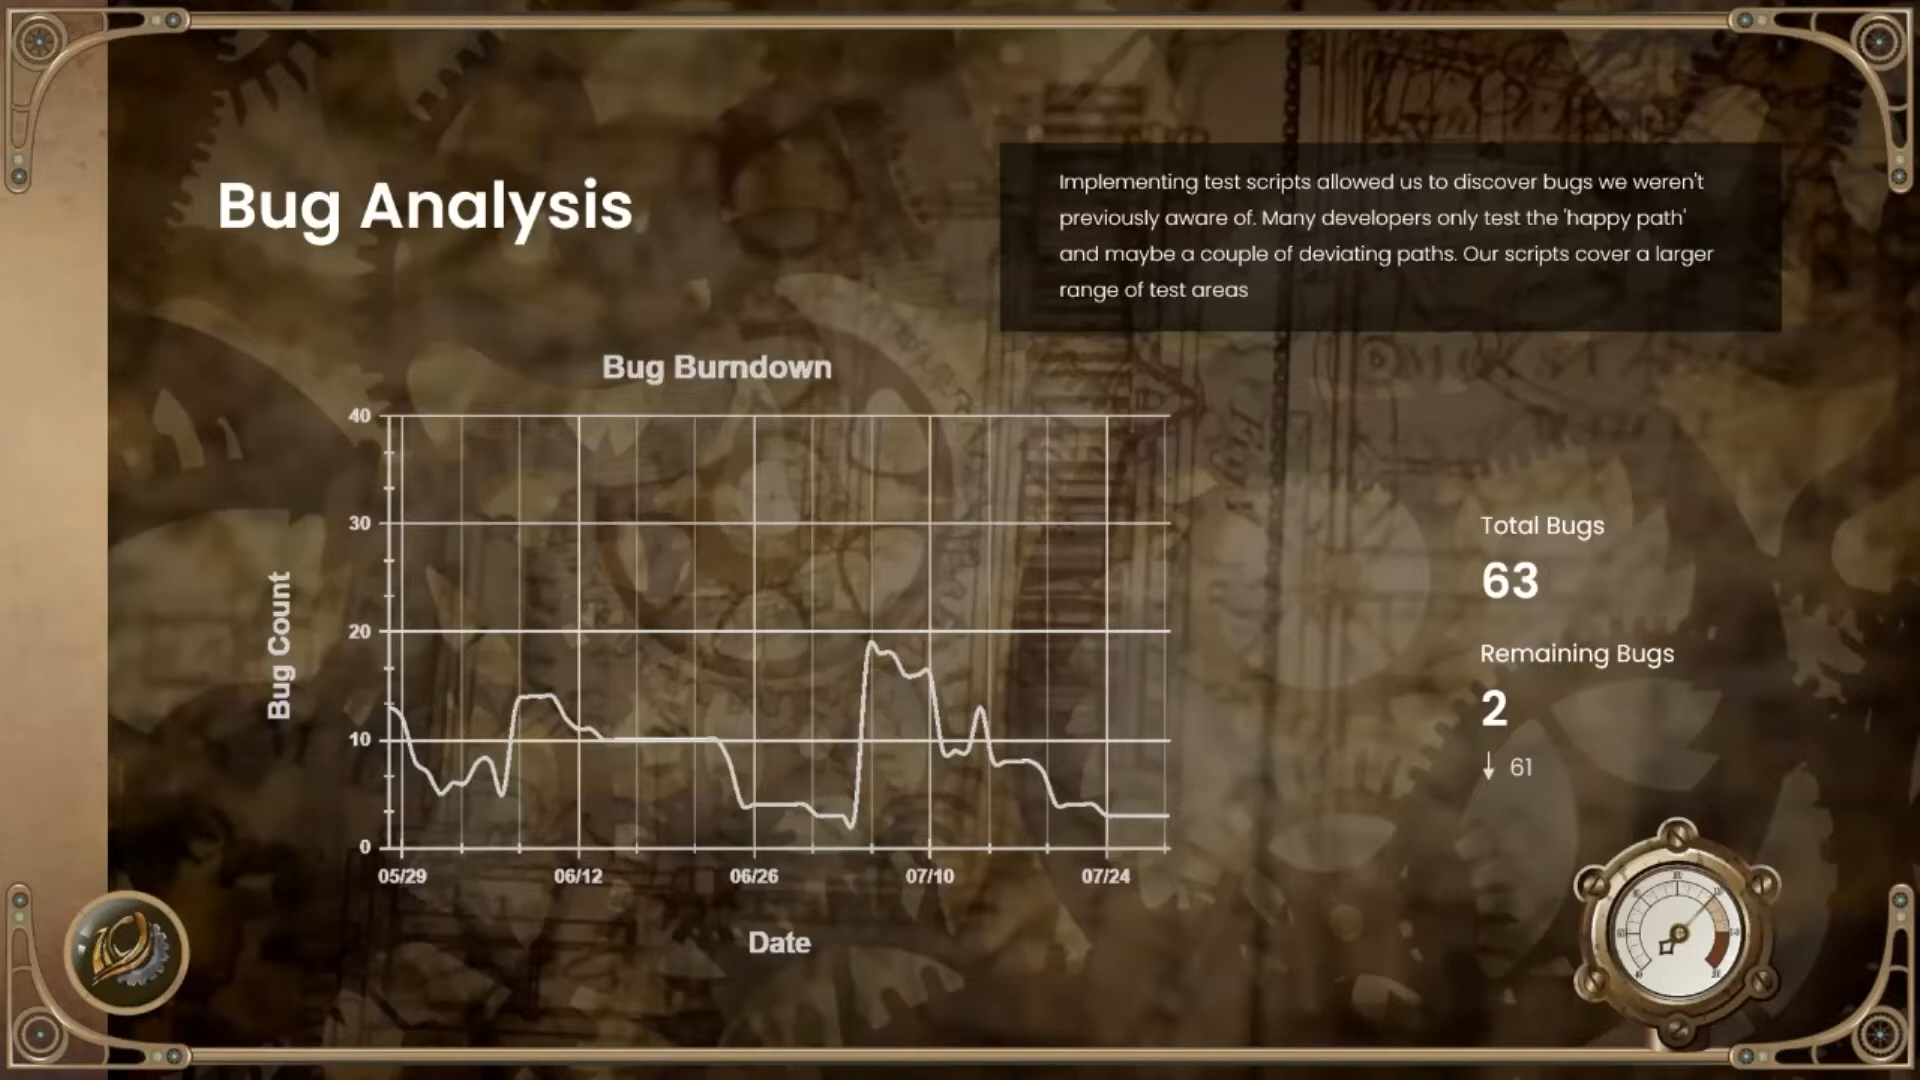 Bug Analysis
Implementing test scripts allowed us to discover bugs we weren't
previously aware of. Many developers only test the 'happy path'
and maybe a couple of deviating paths. Our scripts cover a larger
range of test areas
Bug Burndown
40
30
20
10
0
Bug Count
05/29 06/12 06/26 07/10 07/24
Date
Total Bugs
63
Remaining Bugs
2
↓ 61